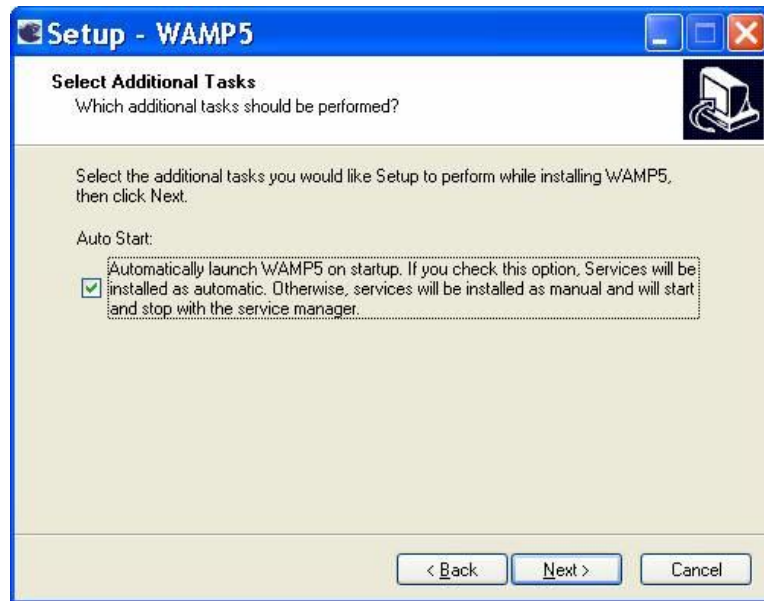 Setup - WAMP5
Select Additional Tasks
Which additional tasks should be performed?
Select the additional tasks you would like Setup to perform while installing WAMP5,
then click Next.
Auto Start:
Automatically launch WAMP5 on startup. If you check this option, Services will be
installed as automatic. Otherwise, services will be installed as manual and will start
and stop with the service manager.
< Back Next > Cancel